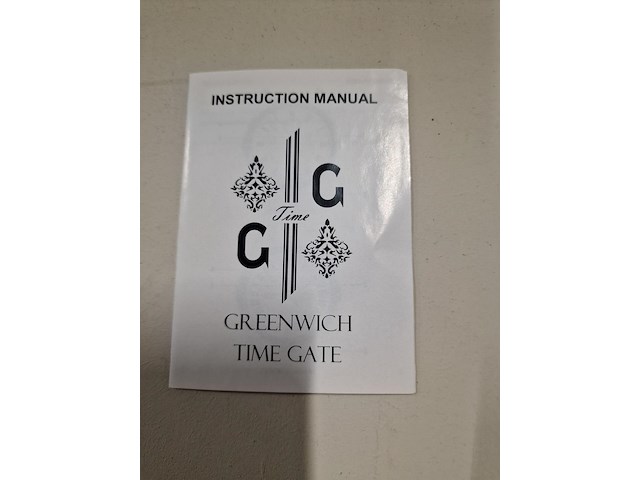 INSTRUCTION MANUAL
G
Time
G
GREENWICH
TIME GATE